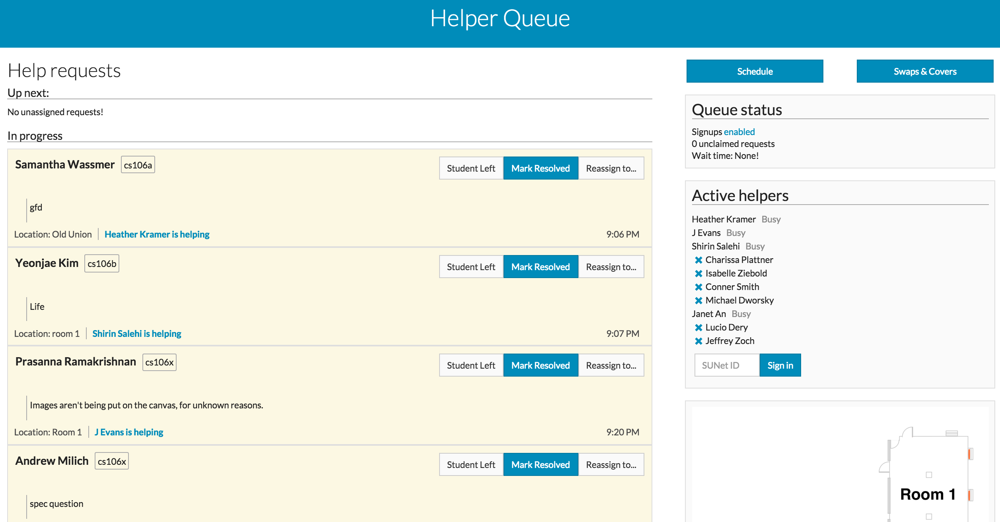 Helper Queue
Help requests
Up next:
No unassigned requests!
In progress
Samantha Wassmer cs106a
Student Left Mark Resolved Reassign to...
gfd
Location: Old Union Heather Kramer is helping 9:06 PM
Yeonjae Kim cs106b
Student Left Mark Resolved Reassign to...
Life
Location: room 1 Shirin Salehi is helping 9:07 PM
Prasanna Ramakrishnan cs106x
Student Left Mark Resolved Reassign to...
Images aren't being put on the canvas, for unknown reasons.
Location: Room 1 J Evans is helping 9:20 PM
Andrew Milich cs106x
Student Left Mark Resolved Reassign to...
spec question
Schedule Swaps & Covers
Queue status
Signups enabled
0 unclaimed requests
Wait time: None!
Active helpers
Heather Kramer Busy
J Evans Busy
Shirin Salehi Busy
Charissa Plattner
Isabelle Ziebold
Conner Smith
Michael Dworsky
Janet An Busy
Lucio Dery
Jeffrey Zoch
SUNet ID Sign in
Room 1